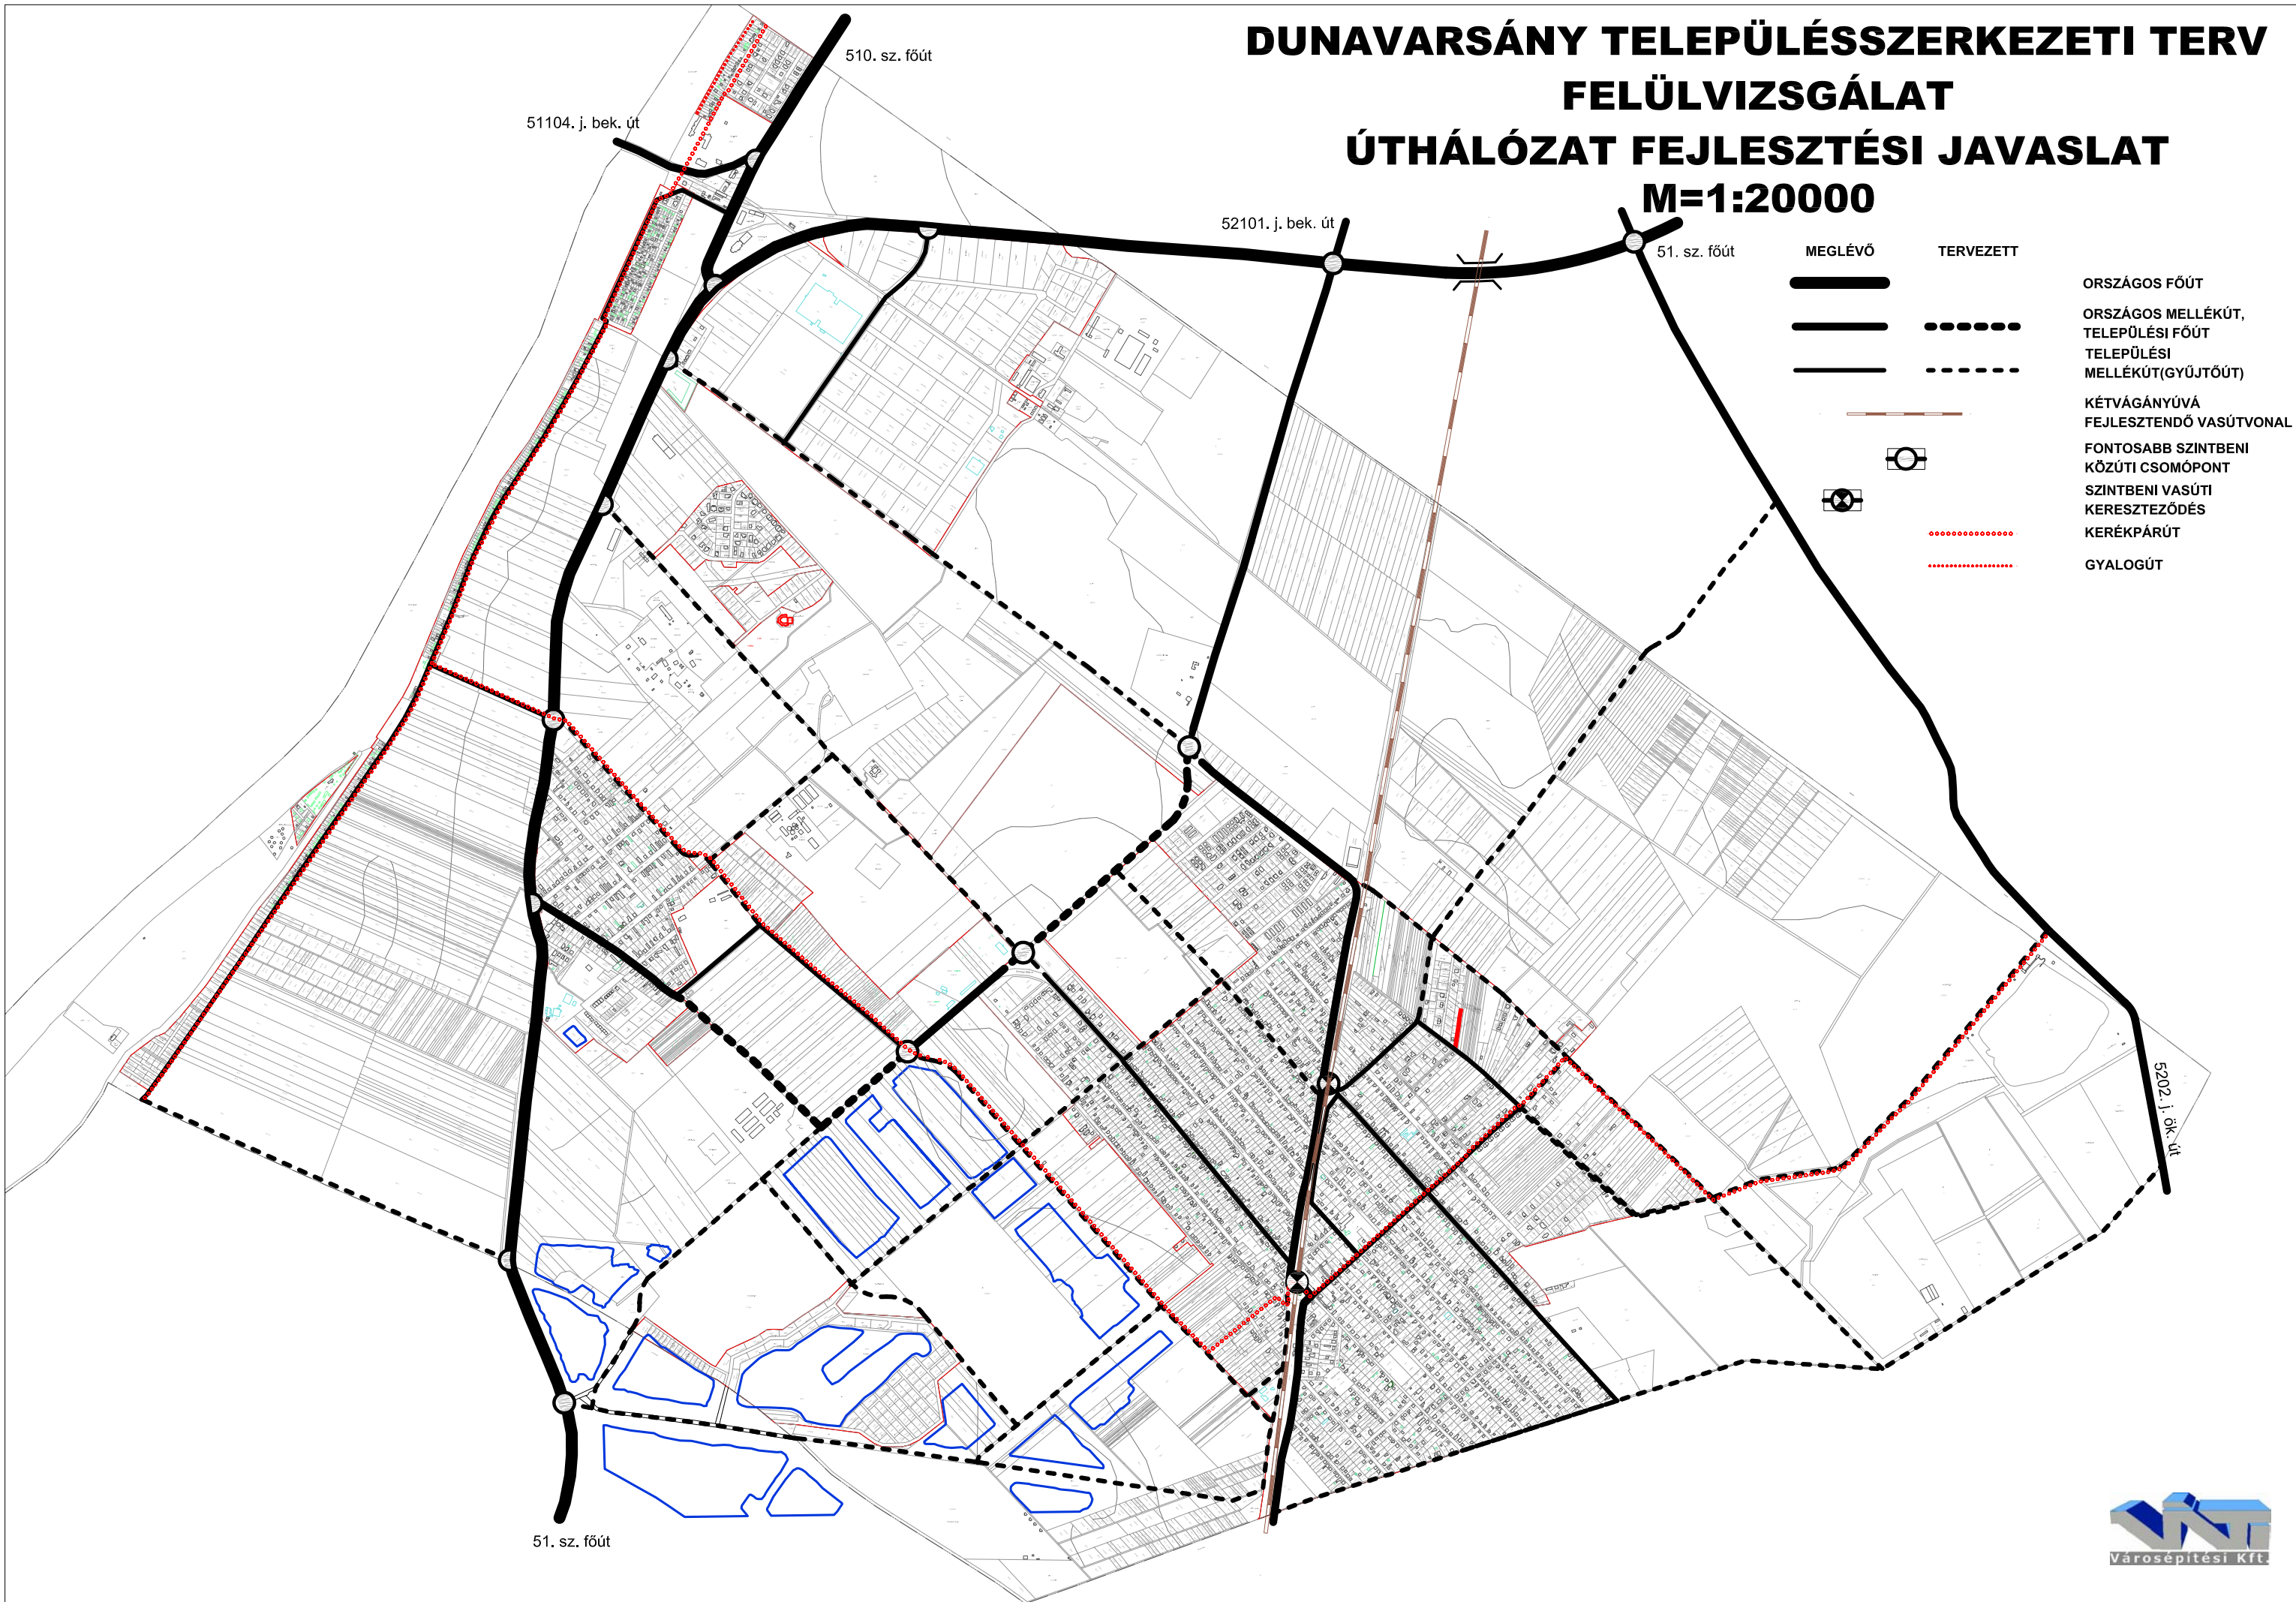 DUNAVARSÁNY TELEPÜLÉSSZERKEZETI TERV
FELÜLVIZSGÁLAT
ÚTHÁLÓZAT FEJLESZTÉSI JAVASLAT
M=1:20000
510. sz. főút
51104. j. bek. út
52101. j. bek. út
51. sz. főút
MEGLÉVŐ TERVEZETT
ORSZÁGOS FŐÚT
ORSZÁGOS MELLÉKÚT,
TELEPÜLÉSI FŐÚT
TELEPÜLÉSI
MELLÉKÚT(GYŰJTŐÚT)
KÉTVÁGÁNYÚVÁ
FEJLESZTENDŐ VASÚTVONAL
FONTOSABB SZINTBENI
KÖZÚTI CSOMÓPONT
SZINTBENI VASÚTI
KERESZTEZŐDÉS
KERÉKPÁRÚT
GYALOGÚT
5202. j. ök. út
51. sz. főút
VÁTI
Városépítési Kft.